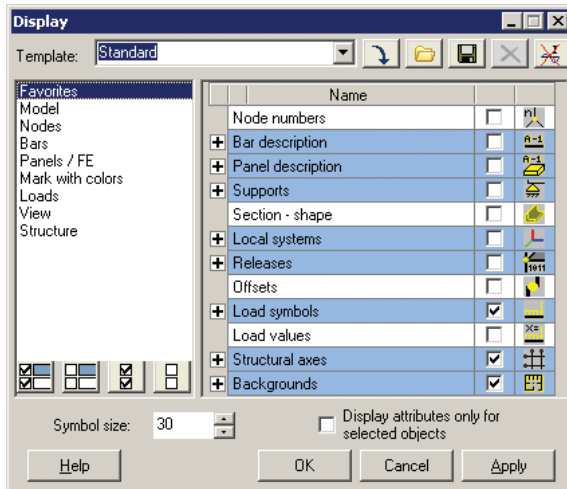 Display
Template: Standard
Favorites
Model
Nodes
Bars
Panels / FE
Mark with colors
Loads
View
Structure
Name
Node numbers
Bar description
Panel description
Supports
Section - shape
Local systems
Releases
Offsets
Load symbols
Load values
Structural axes
Backgrounds
Symbol size: 30
Display attributes only for
selected objects
Help OK Cancel Apply